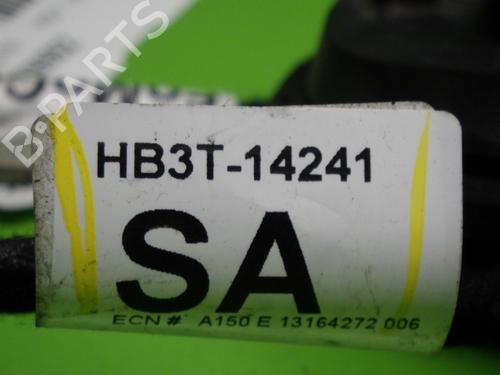 B-PARTS
HB3T-14241
SA
ECN # A150 E 13164272 006